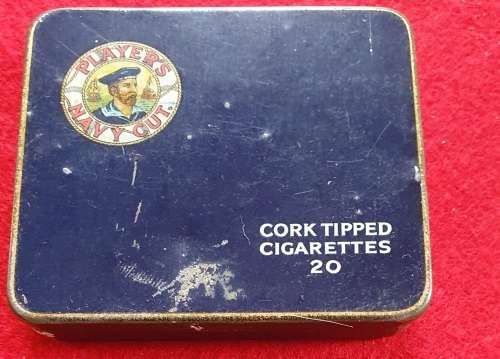 PLAYER'S
NAVY CUT
CORK TIPPED
CIGARETTES
20